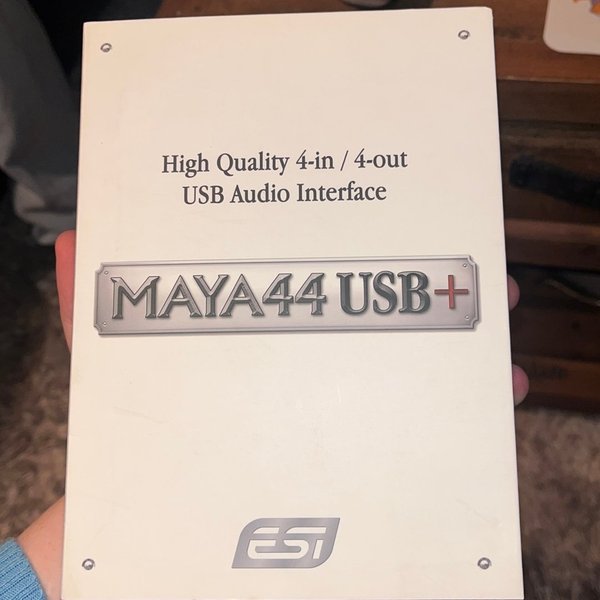 High Quality 4-in / 4-out
USB Audio Interface
MAYA44 USB+
ESI